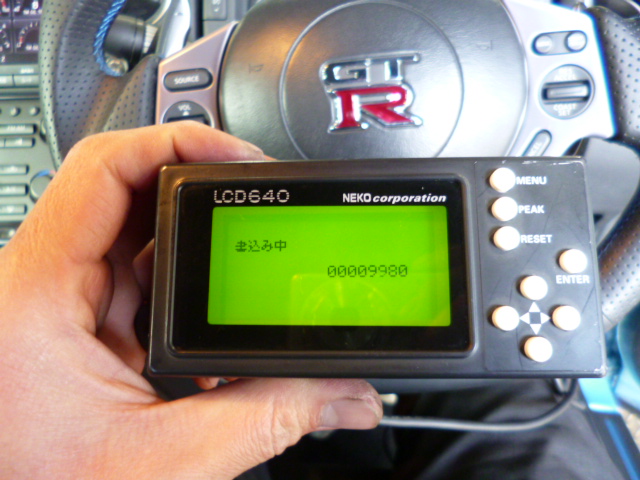 SOURCE
VOL
GT
R
LCD640
NEKO corporation
MENU
PEAK
RESET
ENTER
書込み中
00009980